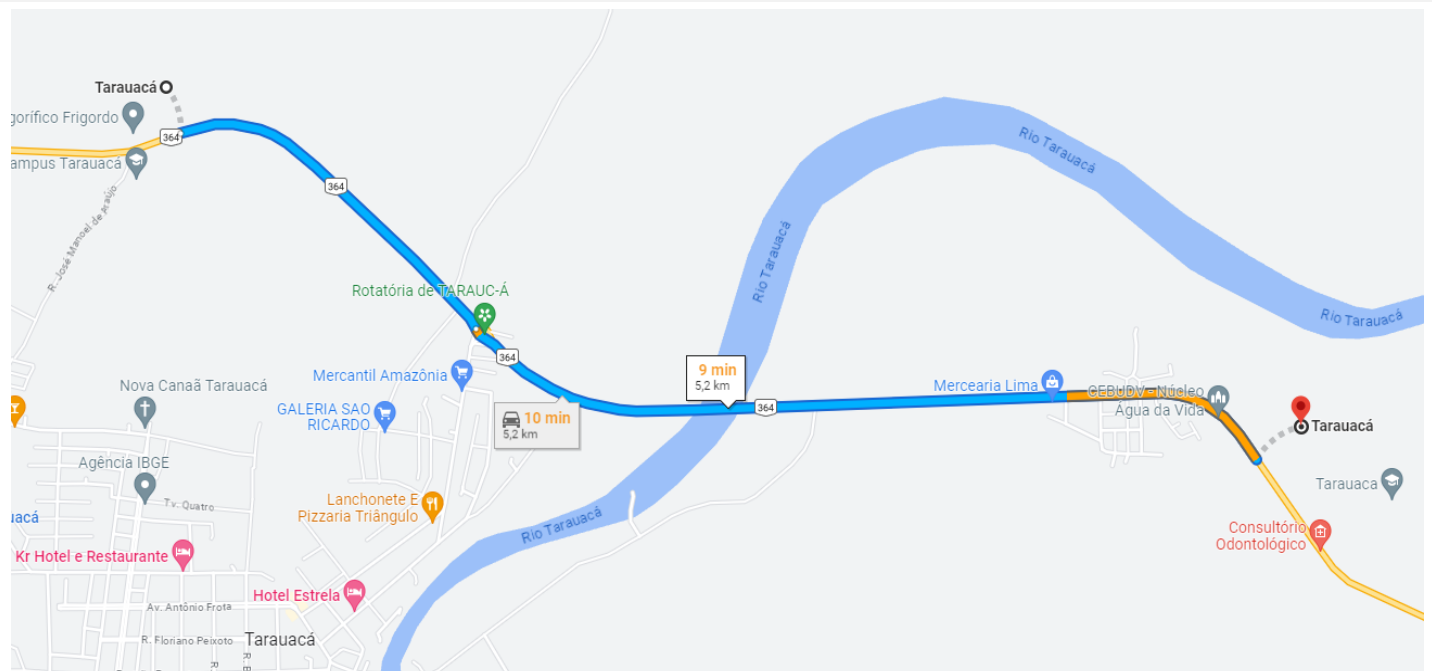 Tarauacá
gorífico Frigordo
364
ampus Tarauacá
364
R. José Manoel de Araújo
Rio Tarauacá
Rio Tarauacá
Rio Tarauacá
Rotatória de TARAUC-Á
364
Mercantil Amazônia
9 min
5,2 km
364
Mercearia Lima
CEBUDV - Núcleo
Água da Vida
Nova Canaã Tarauacá
GALERIA SAO
RICARDO
10 min
5,2 km
Tarauacá
Agência IBGE
Tv. Quatro
Lanchonete E
Pizzaria Triângulo
Rio Tarauacá
Tarauaca
uacá
Consultório
Odontológico
Kr Hotel e Restaurante
Hotel Estrela
Av. Antônio Frota
R. Floriano Peixoto
Tarauacá